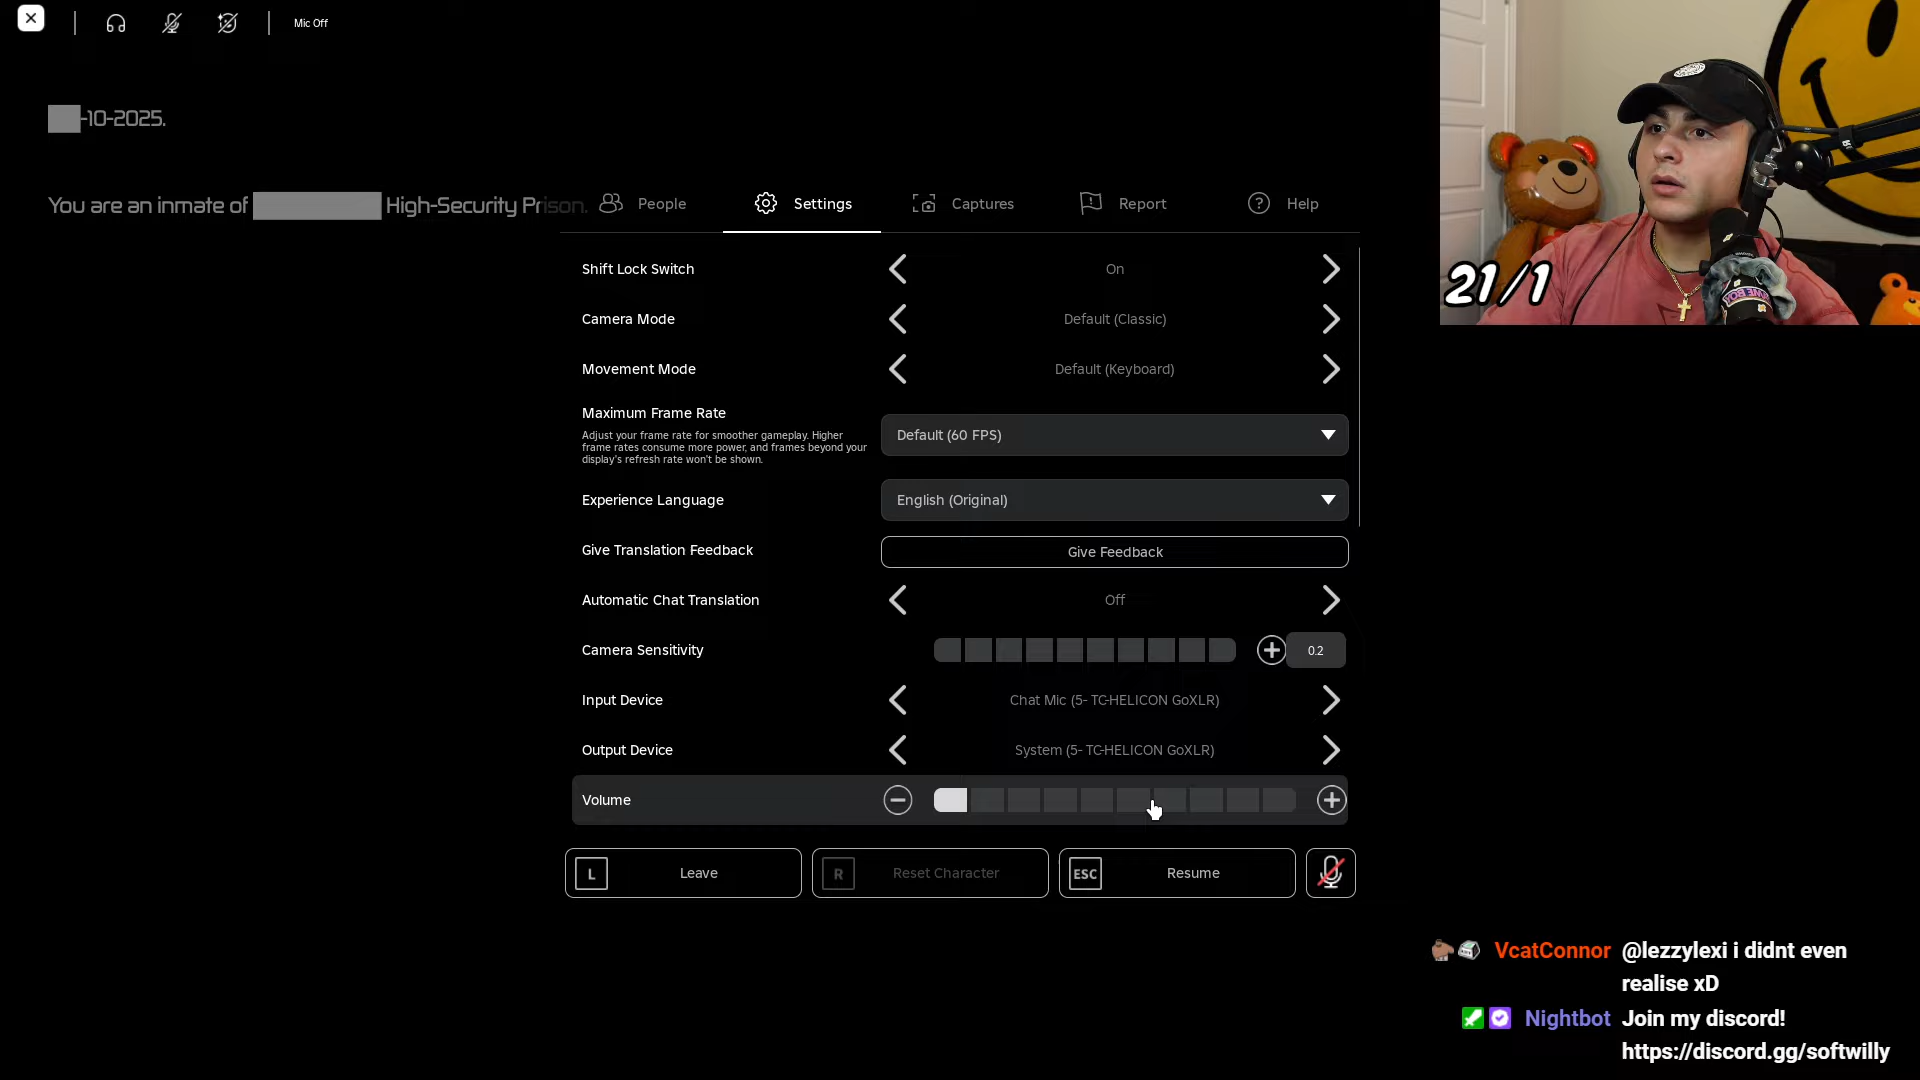 Mic Off
-10-2025.
You are an inmate of High-Security Prison.
People
Settings
Captures
Report
Help
Shift Lock Switch
On
Camera Mode
Default (Classic)
Movement Mode
Default (Keyboard)
Maximum Frame Rate
Adjust your frame rate for smoother gameplay. Higher
frame rates consume more power, and frames beyond your
display's refresh rate won't be shown.
Default (60 FPS)
Experience Language
English (Original)
Give Translation Feedback
Give Feedback
Automatic Chat Translation
Off
Camera Sensitivity
0.2
Input Device
Chat Mic (5- TC-HELICON GoXLR)
Output Device
System (5- TC-HELICON GoXLR)
Volume
L Leave
R Reset Character
ESC Resume
21/1
VcatConnor @lezzylexi i didnt even
realise xD
Nightbot Join my discord!
https://discord.gg/softwilly